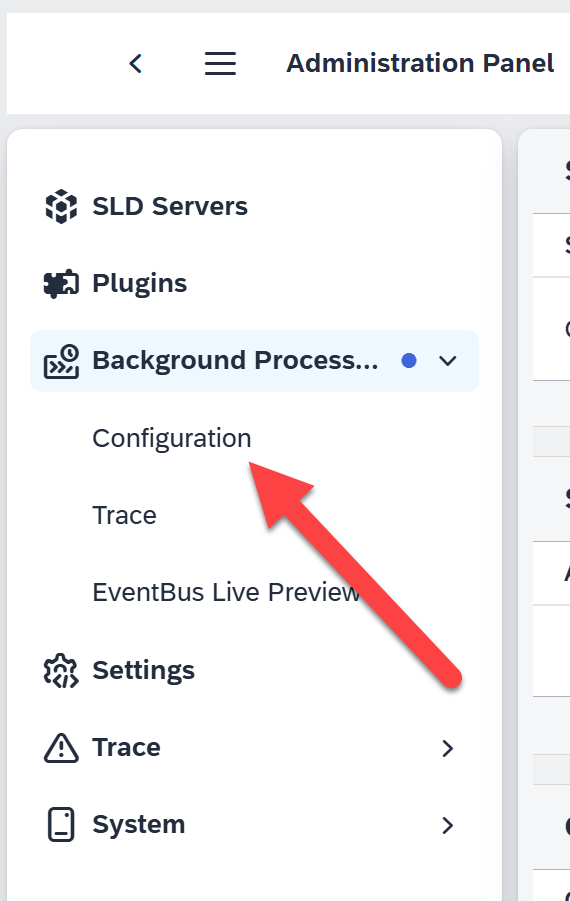 Administration Panel
SLD Servers
Plugins
Background Process...
Configuration
Trace
EventBus Live Preview
Settings
Trace
System